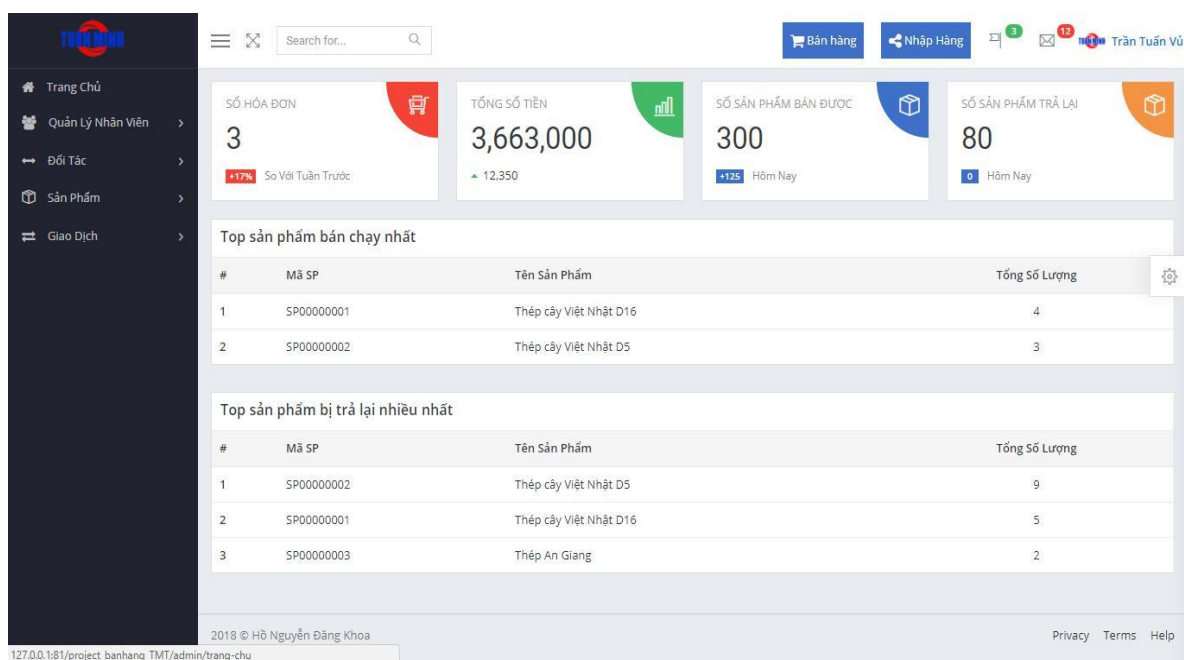 TUẤN MINH
Search for...
Bán hàng
Nhập Hàng
3
12
Trần Tuấn Vũ
Trang Chủ
Quản Lý Nhân Viên
Đối Tác
Sản Phẩm
Giao Dịch
SỐ HÓA ĐƠN
3
+17% So Với Tuần Trước
TỔNG SỐ TIỀN
3,663,000
12,350
SỐ SẢN PHẨM BÁN ĐƯỢC
300
+125 Hôm Nay
SỐ SẢN PHẨM TRẢ LẠI
80
0 Hôm Nay
Top sản phẩm bán chạy nhất
# Mã SP Tên Sản Phẩm Tổng Số Lượng
1 SP00000001 Thép cây Việt Nhật D16 4
2 SP00000002 Thép cây Việt Nhật D5 3
Top sản phẩm bị trả lại nhiều nhất
# Mã SP Tên Sản Phẩm Tổng Số Lượng
1 SP00000002 Thép cây Việt Nhật D5 9
2 SP00000001 Thép cây Việt Nhật D16 5
3 SP00000003 Thép An Giang 2
2018 © Hồ Nguyễn Đăng Khoa
Privacy Terms Help
127.0.0.1:81/project_banhang_TMT/admin/trang-chu